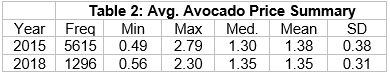 Table 2: Avg. Avocado Price Summary
Year Freq Min Max Med. Mean SD
2015 5615 0.49 2.79 1.30 1.38 0.38
2018 1296 0.56 2.30 1.35 1.35 0.31